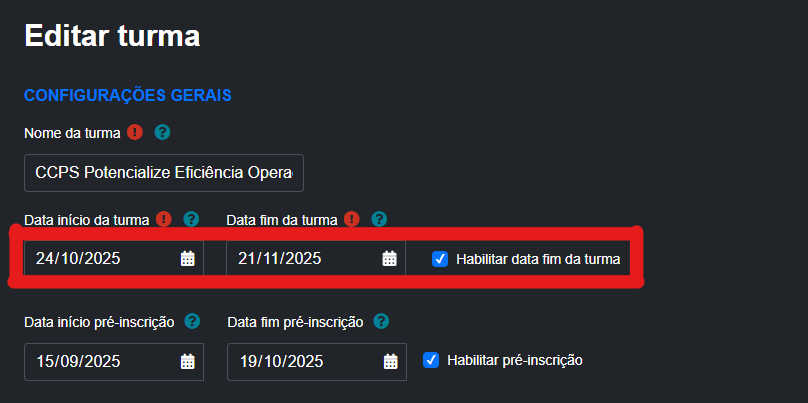 Editar turma
CONFIGURAÇÕES GERAIS
Nome da turma ! ?
CCPS Potencialize Eficiência Opera
Data início da turma ! ? Data fim da turma ! ?
24/10/2025 21/11/2025 Habilitar data fim da turma
Data início pré-inscrição ? Data fim pré-inscrição ?
15/09/2025 19/10/2025 Habilitar pré-inscrição